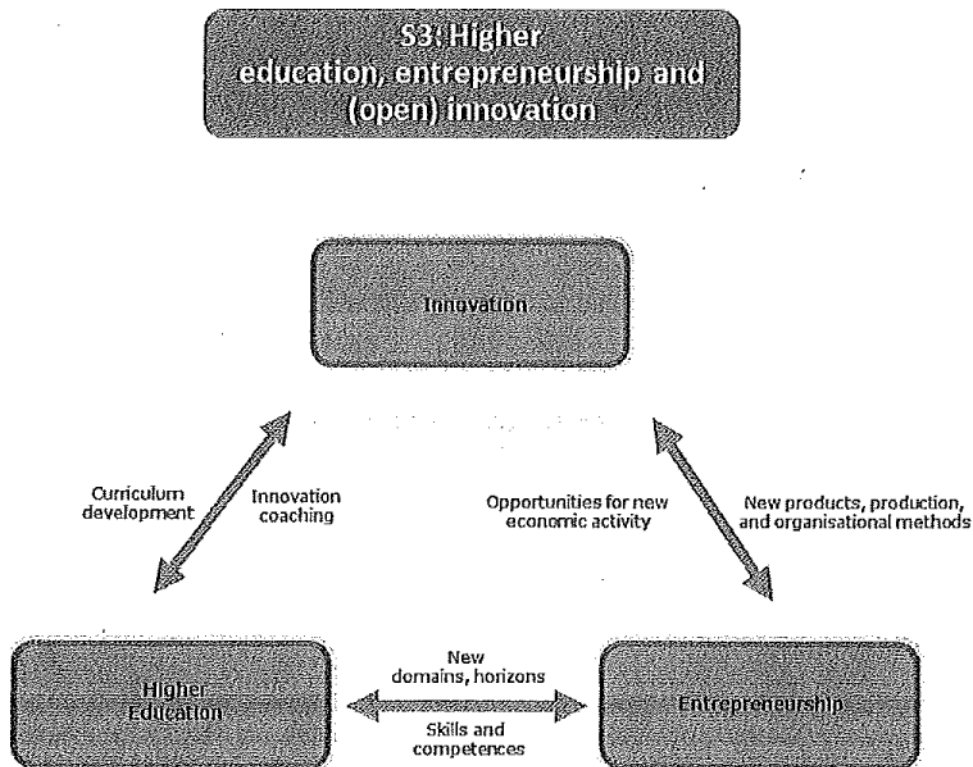 S3: Higher
education, entrepreneurship and
(open) innovation
Innovation
Curriculum
development
Innovation
coaching
Opportunities for new
economic activity
New products, production,
and organisational methods
Higher
Education
New
domains, horizons
Skills and
competences
Entrepreneurship